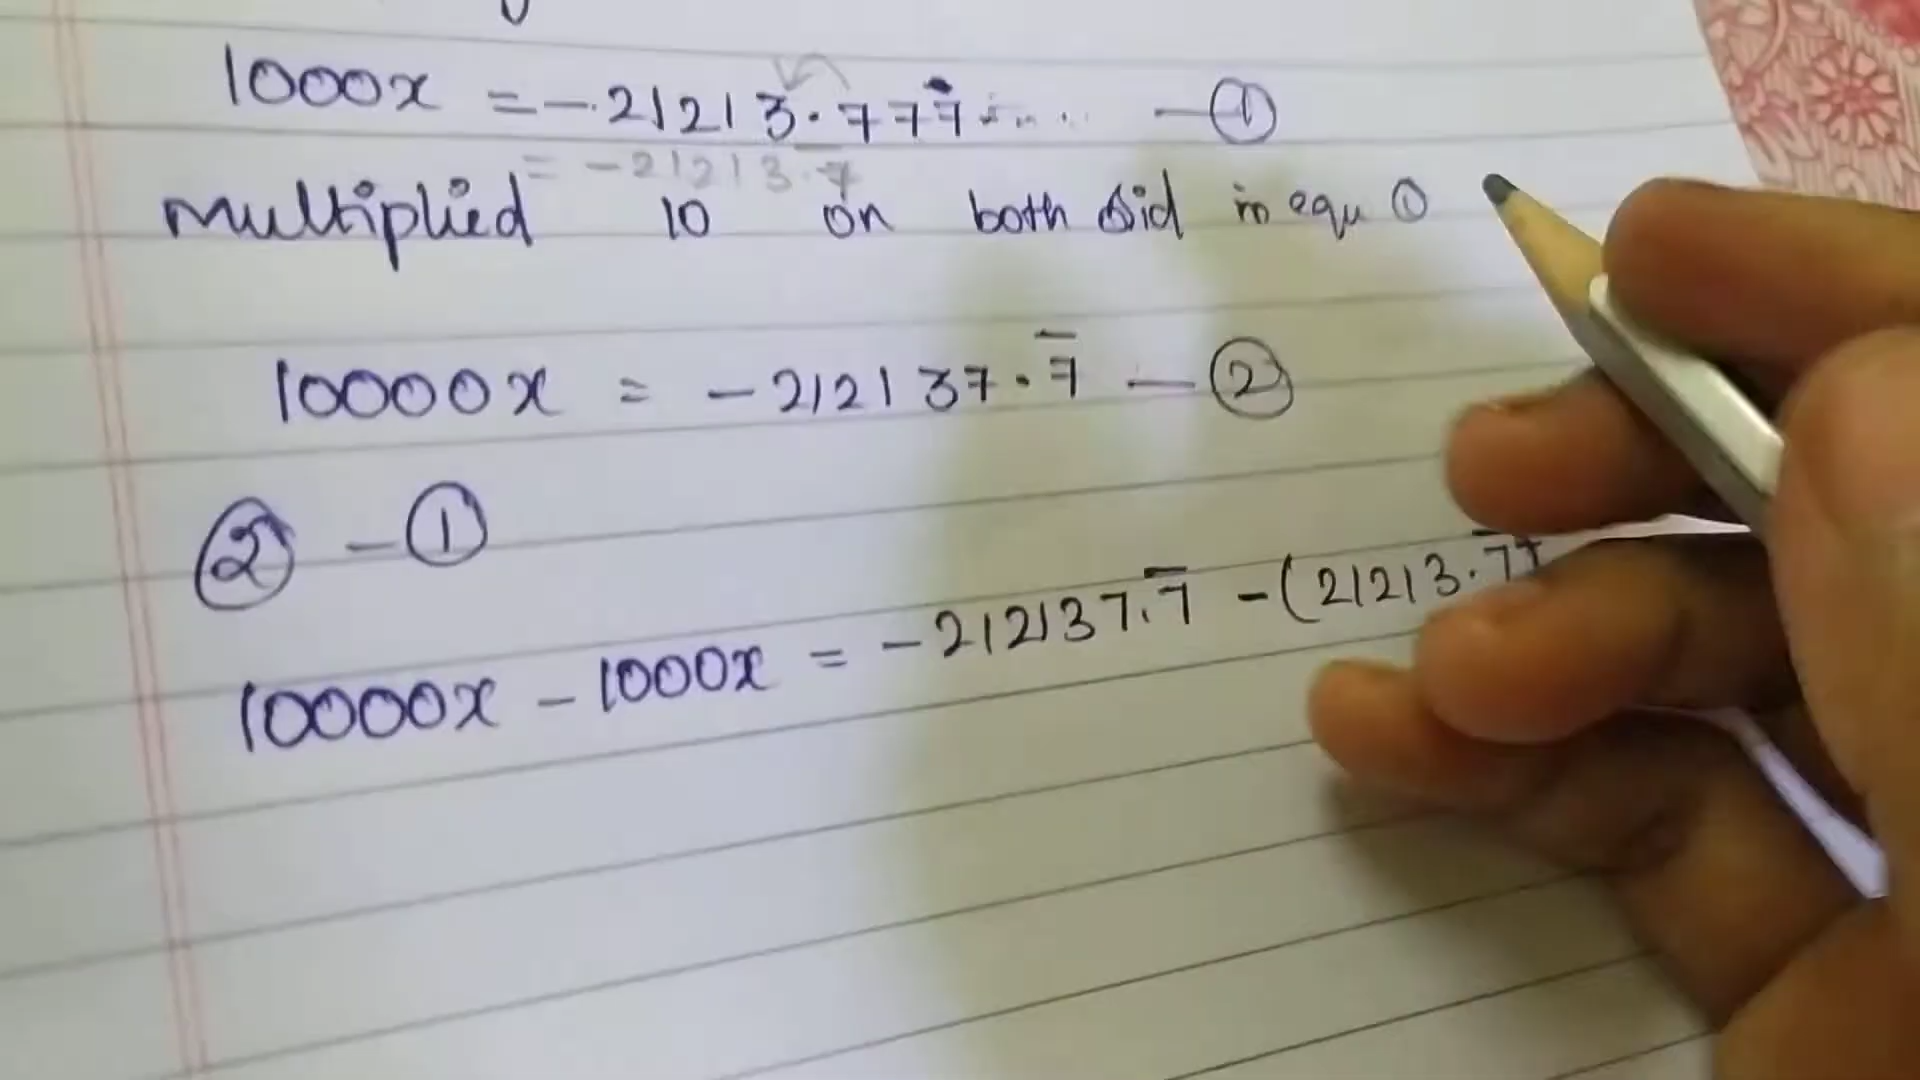 1000x = -21213.777..... — ①
= -21213.7̅
Multiplied 10 on both sid in equ ①
10000x = -212137.7̅ — ②
② - ①
10000x - 1000x = -212137.7̅ - (21213.7̅